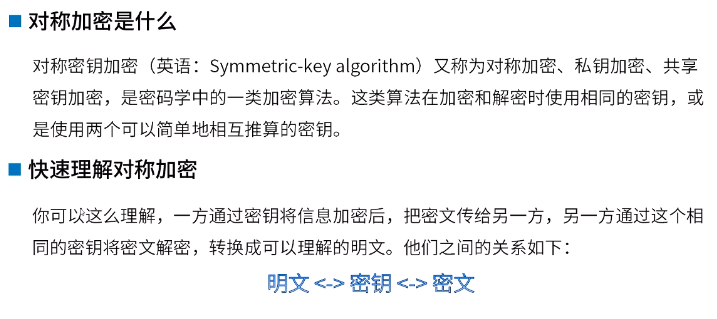 对称加密是什么
对称密钥加密（英语：Symmetric-key algorithm）又称为对称加密、私钥加密、共享
密钥加密，是密码学中的一类加密算法。这类算法在加密和解密时使用相同的密钥，或
是使用两个可以简单地相互推算的密钥。
快速理解对称加密
你可以这么理解，一方通过密钥将信息加密后，把密文传给另一方，另一方通过这个相
同的密钥将密文解密，转换成可以理解的明文。他们之间的关系如下：
明文 <-> 密钥 <-> 密文